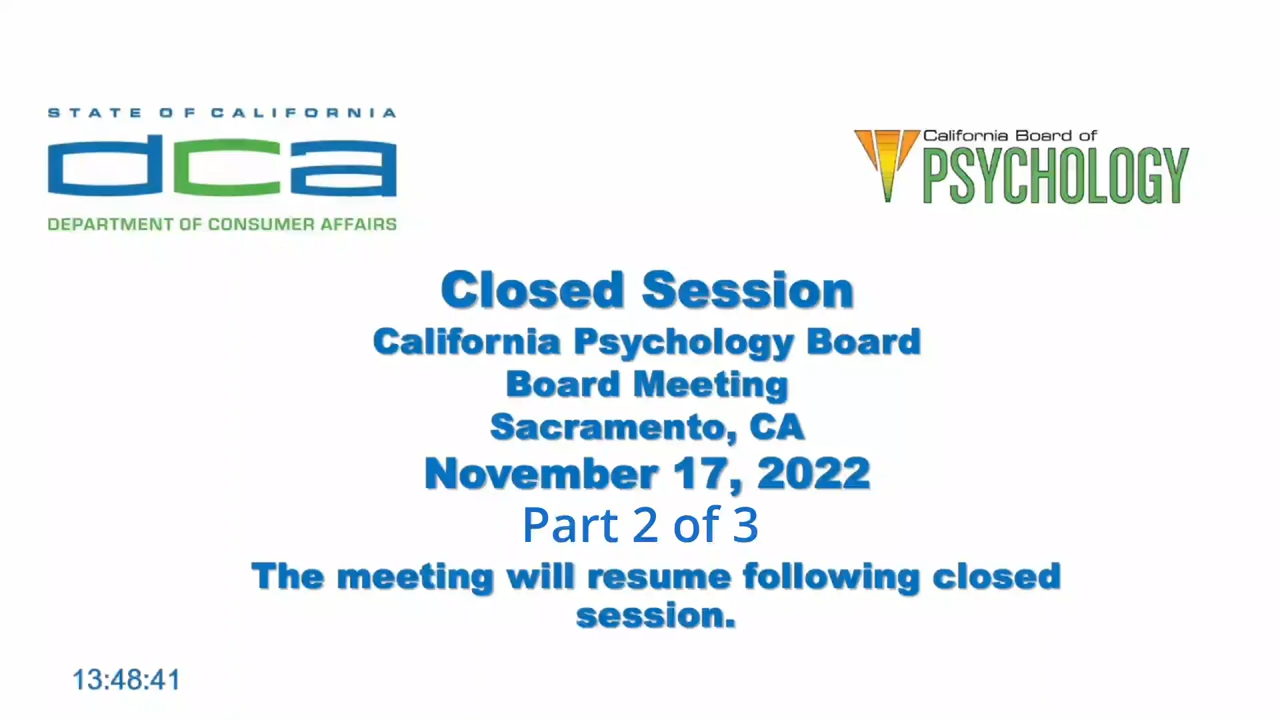 STATE OF CALIFORNIA
dca
DEPARTMENT OF CONSUMER AFFAIRS
California Board of
PSYCHOLOGY
Closed Session
California Psychology Board
Board Meeting
Sacramento, CA
November 17, 2022
Part 2 of 3
The meeting will resume following closed
session.
13:48:41